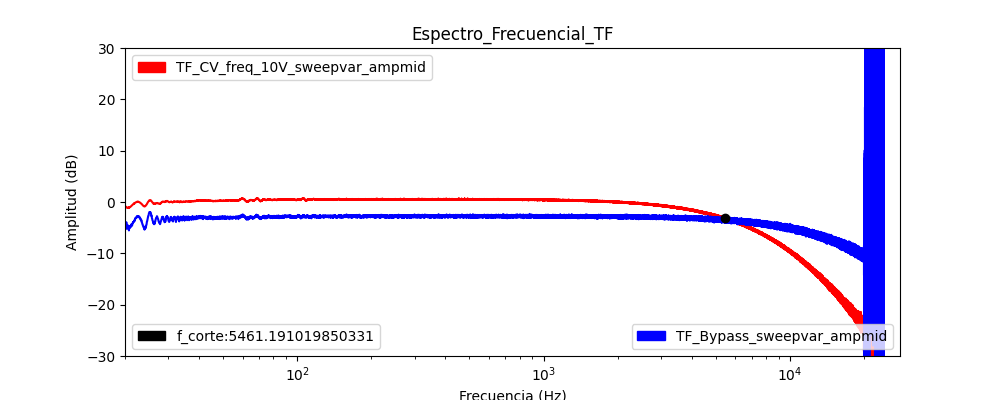 Espectro_Frecuencial_TF
Amplitud (dB)
30
20
10
0
−10
−20
−30
TF_CV_freq_10V_sweepvar_ampmid
f_corte:5461.191019850331
TF_Bypass_sweepvar_ampmid
10²
10³
10⁴
Frecuencia (Hz)